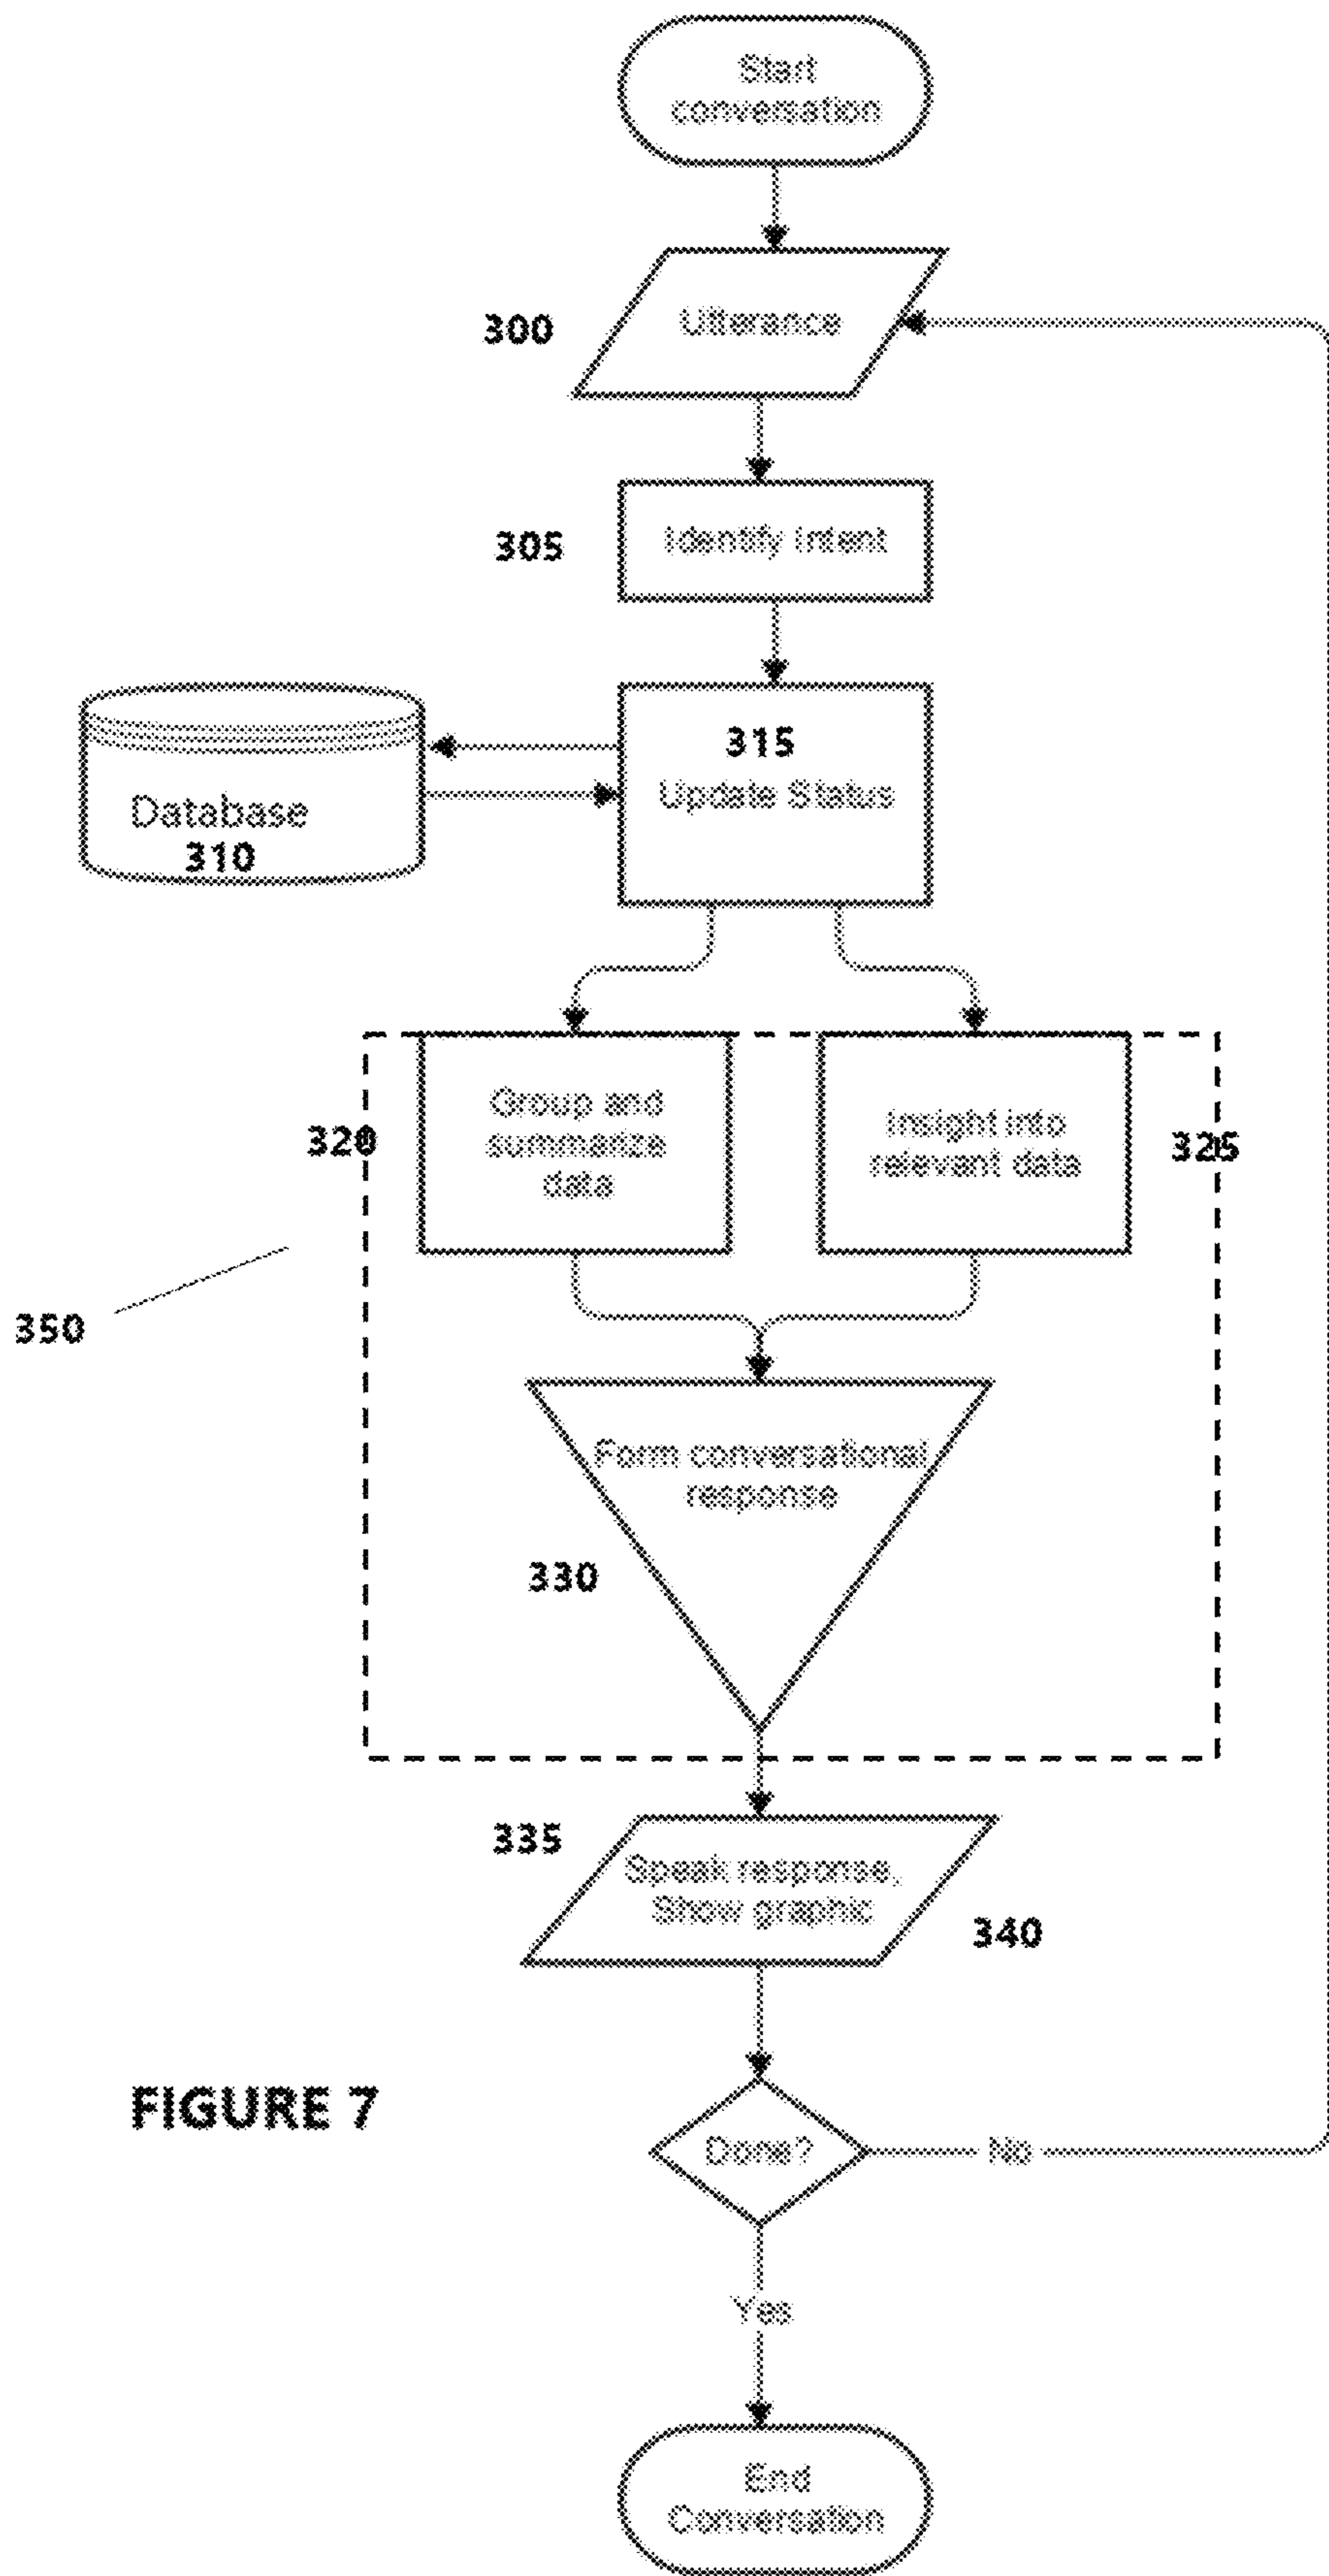 Start
conversation
300
Utterance
305
Identify Intent
315
Update Status
Database
310
320
Group and
summarize
data
Insight into
relevant data
325
350
Form conversational
response
330
335
Speak response,
Show graphic
340
FIGURE 7
Done?
No
Yes
End
Conversation